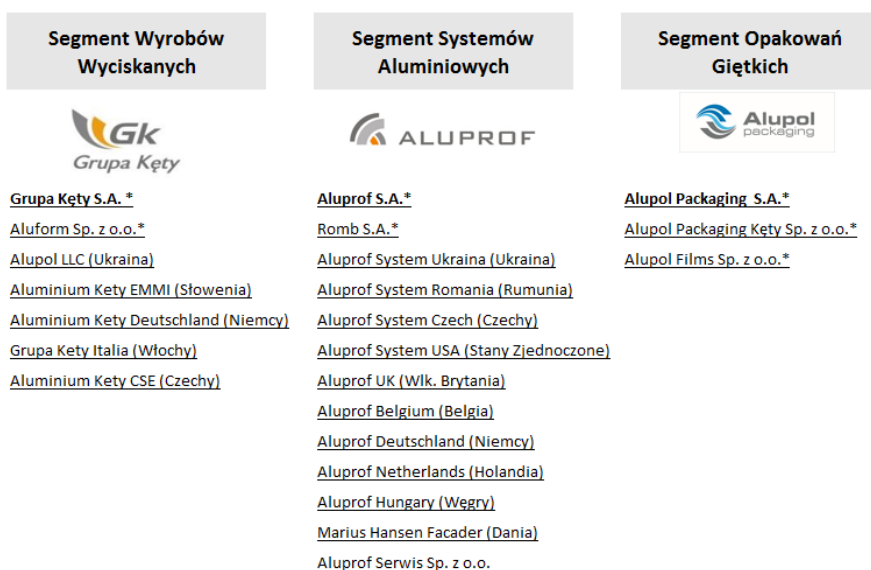 Segment Wyrobów
Wyciskanych
Gk
Grupa Kęty
Grupa Kęty S.A. *
Aluform Sp. z o.o.*
Alupol LLC (Ukraina)
Aluminium Kety EMMI (Słowenia)
Aluminium Kety Deutschland (Niemcy)
Grupa Kety Italia (Włochy)
Aluminium Kety CSE (Czechy)
Segment Systemów
Aluminiowych
ALUPROF
Aluprof S.A.*
Romb S.A.*
Aluprof System Ukraina (Ukraina)
Aluprof System Romania (Rumunia)
Aluprof System Czech (Czechy)
Aluprof System USA (Stany Zjednoczone)
Aluprof UK (Wlk. Brytania)
Aluprof Belgium (Belgia)
Aluprof Deutschland (Niemcy)
Aluprof Netherlands (Holandia)
Aluprof Hungary (Węgry)
Marius Hansen Facader (Dania)
Aluprof Serwis Sp. z o.o.
Segment Opakowań
Giętkich
Alupol
packaging
Alupol Packaging S.A.*
Alupol Packaging Kęty Sp. z o.o.*
Alupol Films Sp. z o.o.*